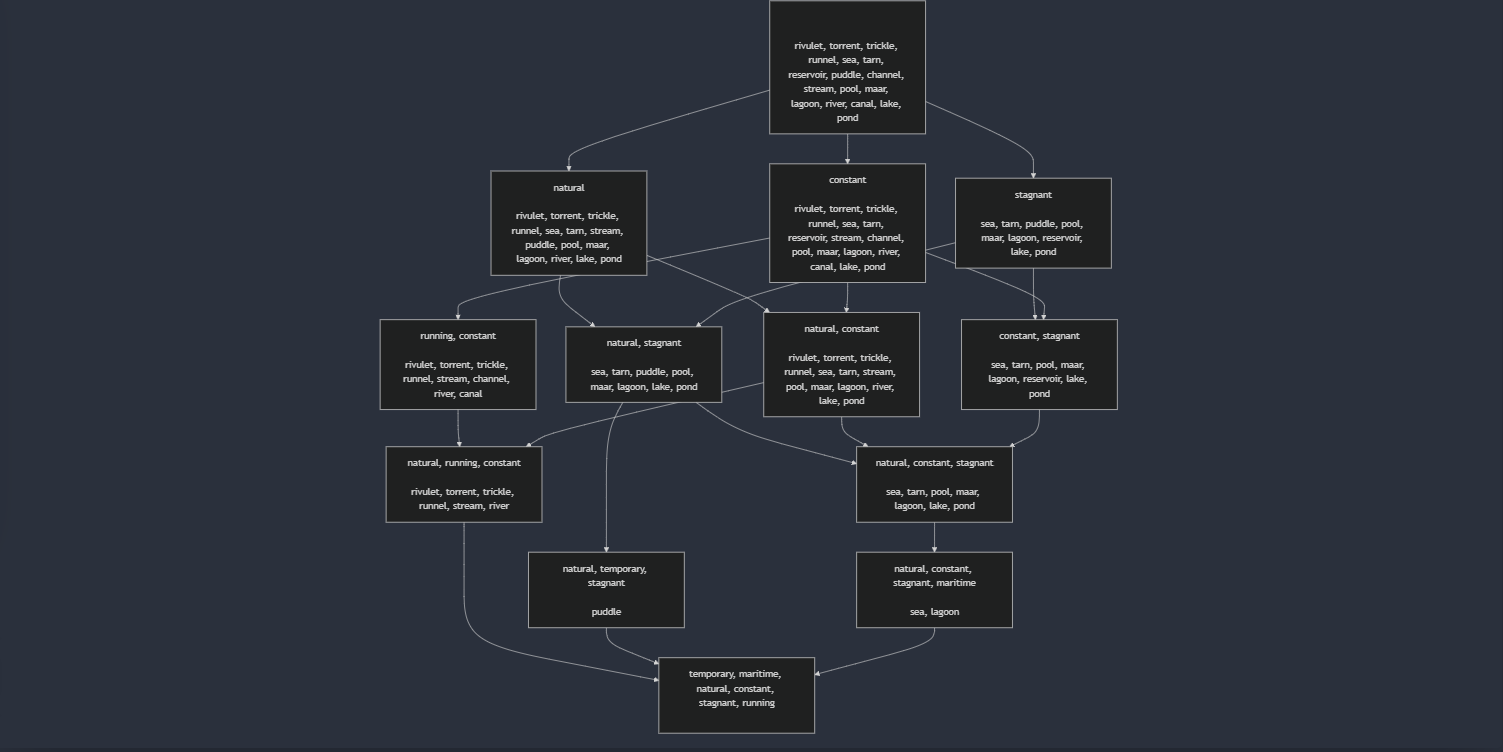 rivulet, torrent, trickle,
runnel, sea, tarn,
reservoir, puddle, channel,
stream, pool, maar,
lagoon, river, canal, lake,
pond
natural
rivulet, torrent, trickle,
runnel, sea, tarn, stream,
puddle, pool, maar,
lagoon, river, lake, pond
constant
rivulet, torrent, trickle,
runnel, sea, tarn,
reservoir, stream, channel,
pool, maar, lagoon, river,
canal, lake, pond
stagnant
sea, tarn, puddle, pool,
maar, lagoon, reservoir,
lake, pond
running, constant
rivulet, torrent, trickle,
runnel, stream, channel,
river, canal
natural, stagnant
sea, tarn, puddle, pool,
maar, lagoon, lake, pond
natural, constant
rivulet, torrent, trickle,
runnel, sea, tarn, stream,
pool, maar, lagoon, river,
lake, pond
constant, stagnant
sea, tarn, pool, maar,
lagoon, reservoir, lake,
pond
natural, running, constant
rivulet, torrent, trickle,
runnel, stream, river
natural, constant, stagnant
sea, tarn, pool, maar,
lagoon, lake, pond
natural, temporary,
stagnant
puddle
natural, constant,
stagnant, maritime
sea, lagoon
temporary, maritime,
natural, constant,
stagnant, running